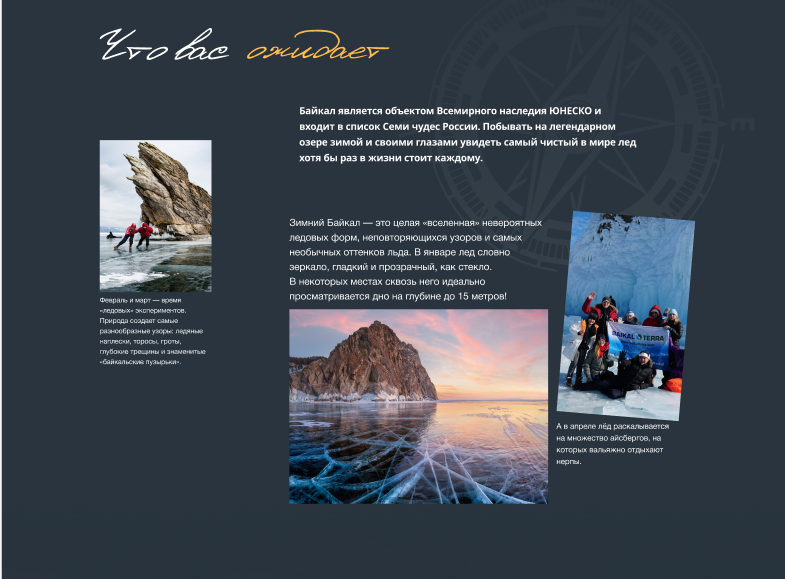 Что вас ожидает
Байкал является объектом Всемирного наследия ЮНЕСКО и
входит в список Семи чудес России. Побывать на легендарном
озере зимой и своими глазами увидеть самый чистый в мире лед
хотя бы раз в жизни стоит каждому.
Зимний Байкал — это целая «вселенная» невероятных
ледовых форм, неповторяющихся узоров и самых
необычных оттенков льда. В январе лед словно
зеркало, гладкий и прозрачный, как стекло.
В некоторых местах сквозь него идеально
просматривается дно на глубине до 15 метров!
Февраль и март — время
«ледовых» экспериментов.
Природа создает самые
разнообразные узоры: ледяные
наплески, торосы, гроты,
глубокие трещины и знаменитые
«байкальские пузырьки».
BAIKAL TERRA
А в апреле лёд раскалывается
на множество айсбергов, на
которых вальяжно отдыхают
нерпы.
E